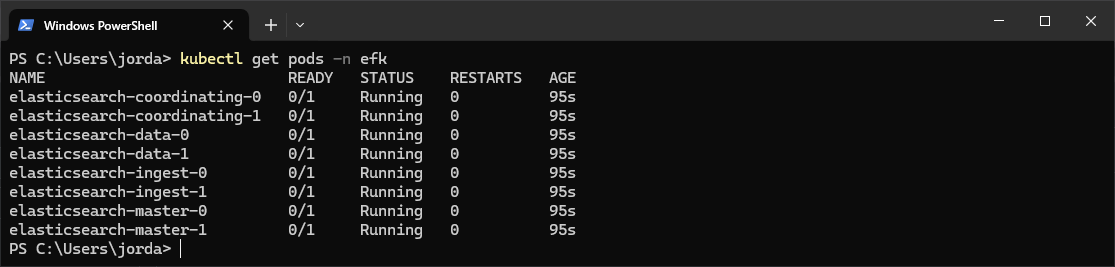 Windows PowerShell
PS C:\Users\jorda> kubectl get pods -n efk
NAME                           READY   STATUS    RESTARTS   AGE
elasticsearch-coordinating-0   0/1     Running   0          95s
elasticsearch-coordinating-1   0/1     Running   0          95s
elasticsearch-data-0           0/1     Running   0          95s
elasticsearch-data-1           0/1     Running   0          95s
elasticsearch-ingest-0         0/1     Running   0          95s
elasticsearch-ingest-1         0/1     Running   0          95s
elasticsearch-master-0         0/1     Running   0          95s
elasticsearch-master-1         0/1     Running   0          95s
PS C:\Users\jorda>